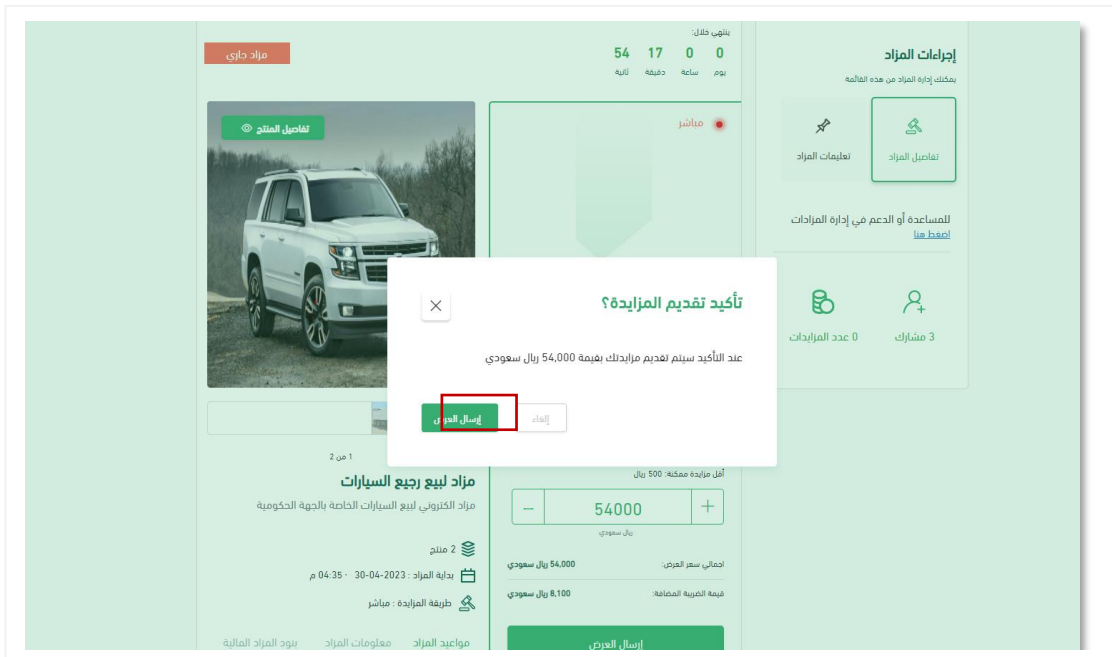 ينتهي خلال:
0 0 17 54
يوم ساعة دقيقة ثانية
مزاد جاري
إجراءات المزاد
يمكنك إدارة المزاد من هذه القائمة
تفاصيل المزاد
تعليمات المزاد
للمساعدة أو الدعم في إدارة المزادات
اضغط هنا
3 مشارك
0 عدد المزايدات
مباشر
تفاصيل المنتج
تأكيد تقديم المزايدة؟
عند التأكيد سيتم تقديم مزايدتك بقيمة 54,000 ريال سعودي
إلغاء
إرسال العرض
أقل مزايدة ممكنة: 500 ريال
+ 54000 −
ريال سعودي
اجمالي سعر العرض: 54,000 ريال سعودي
قيمة الضريبة المضافة: 8,100 ريال سعودي
إرسال العرض
1 من 2
مزاد لبيع رجيع السيارات
مزاد الكتروني لبيع السيارات الخاصة بالجهة الحكومية
2 منتج
بداية المزاد : 2023-04-30 - 04:35 م
طريقة المزايدة : مباشر
مواعيد المزاد معلومات المزاد بنود المزاد المالية